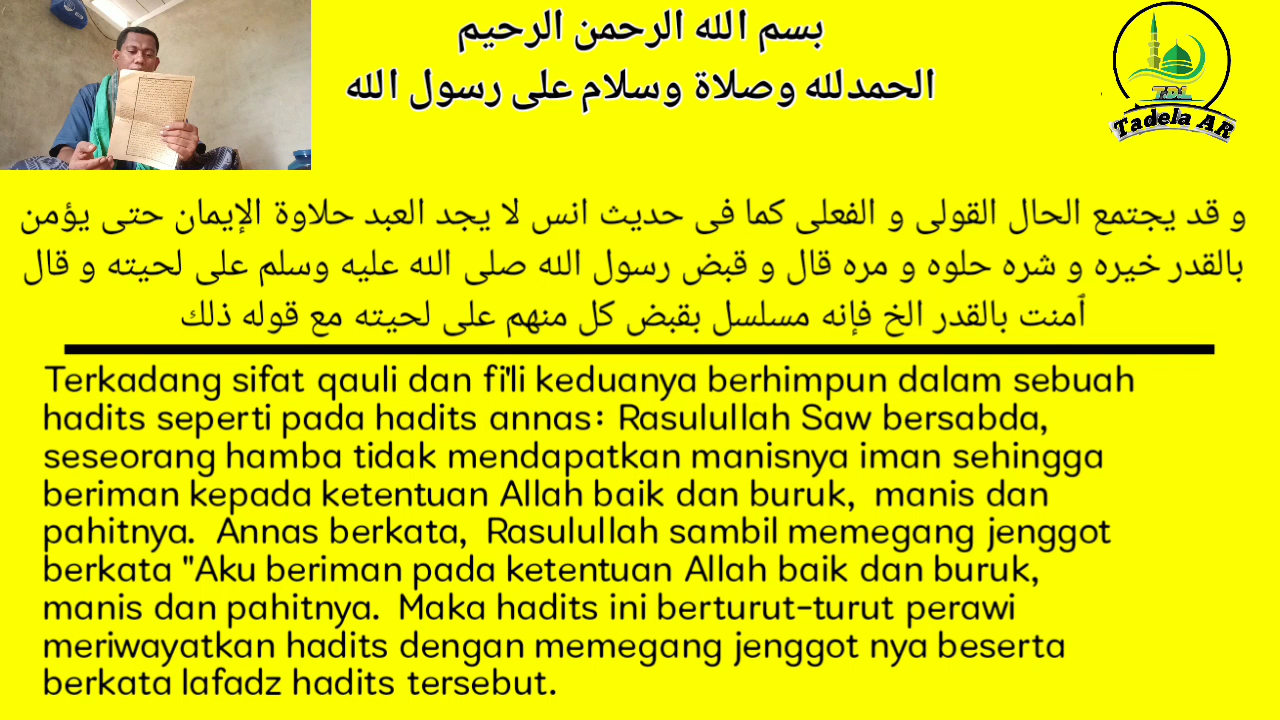 بسم الله الرحمن الرحيم
الحمدلله وصلاة وسلام على رسول الله
T.D.L
Tadela AR
و قد يجتمع الحال القولى و الفعلى كما فى حديث انس لا يجد العبد حلاوة الإيمان حتى يؤمن
بالقدر خيره و شره حلوه و مره قال و قبض رسول الله صلى الله عليه وسلم على لحيته و قال
ٱمنت بالقدر الخ فإنه مسلسل بقبض كل منهم على لحيته مع قوله ذلك
Terkadang sifat qauli dan fi'li keduanya berhimpun dalam sebuah
hadits seperti pada hadits annas: Rasulullah Saw bersabda,
seseorang hamba tidak mendapatkan manisnya iman sehingga
beriman kepada ketentuan Allah baik dan buruk, manis dan
pahitnya. Annas berkata, Rasulullah sambil memegang jenggot
berkata "Aku beriman pada ketentuan Allah baik dan buruk,
manis dan pahitnya. Maka hadits ini berturut-turut perawi
meriwayatkan hadits dengan memegang jenggot nya beserta
berkata lafadz hadits tersebut.